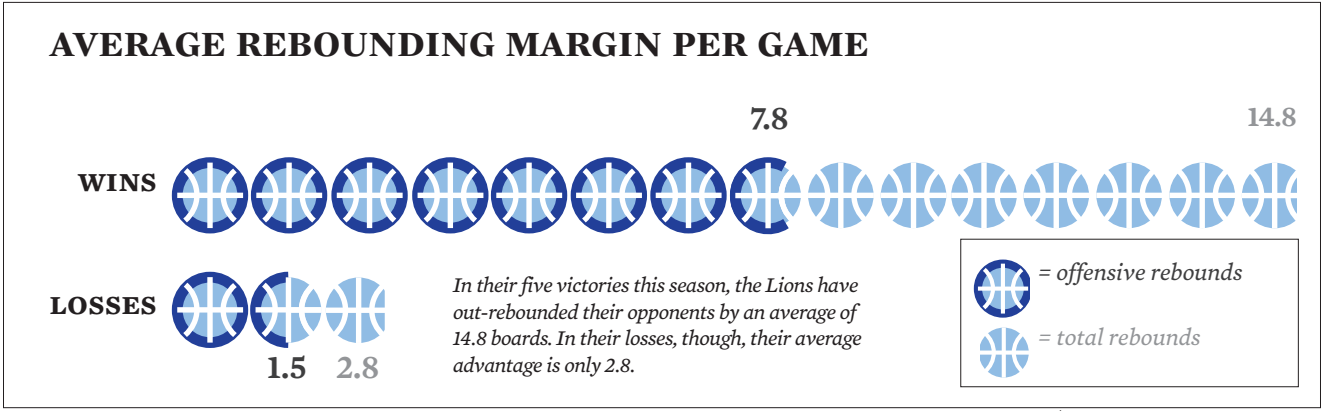 AVERAGE REBOUNDING MARGIN PER GAME
7.8
14.8
WINS
LOSSES
1.5
2.8
In their five victories this season, the Lions have
out-rebounded their opponents by an average of
14.8 boards. In their losses, though, their average
advantage is only 2.8.
= offensive rebounds
= total rebounds